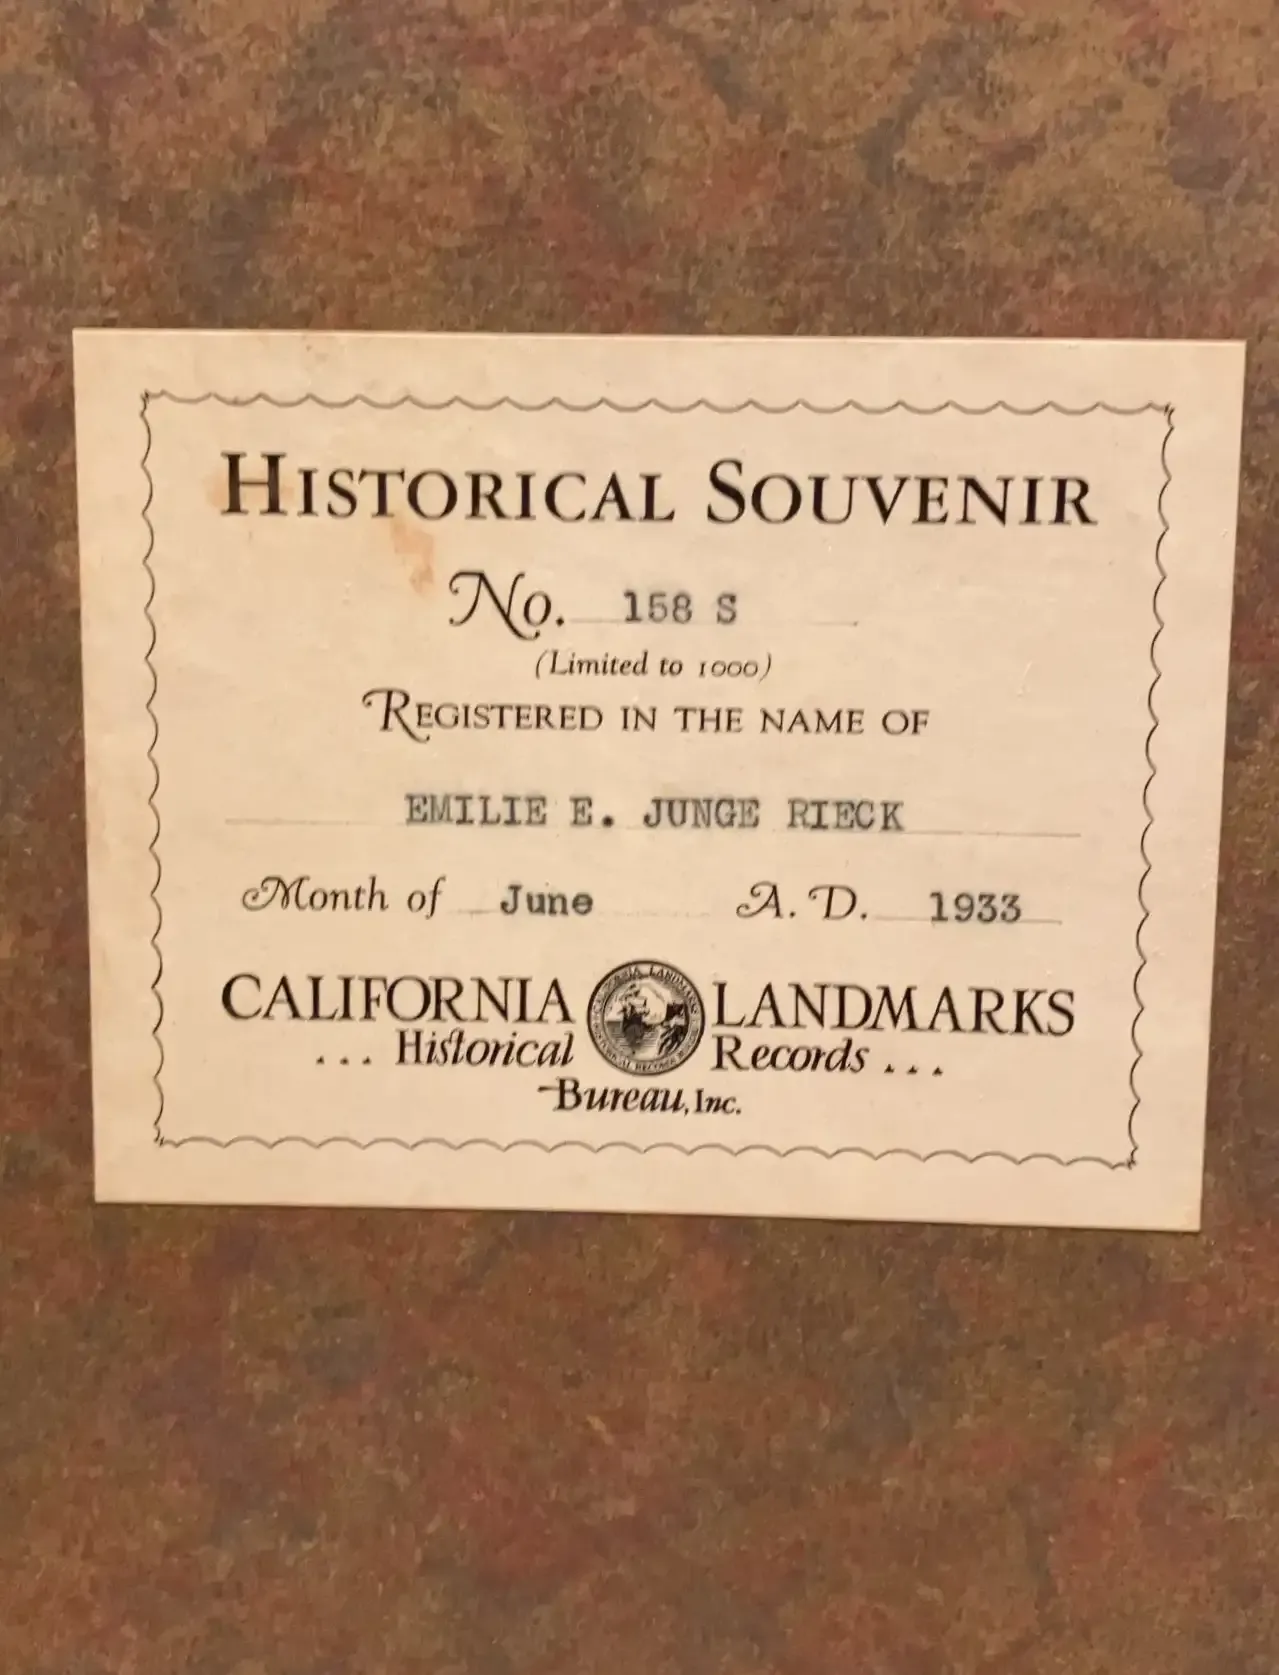 HISTORICAL SOUVENIR
No. 158 S
(Limited to 1000)
REGISTERED IN THE NAME OF
EMILIE E. JUNGE RIECK
Month of June A. D. 1933
CALIFORNIA LANDMARKS
... Historical Records ...
Bureau, Inc.